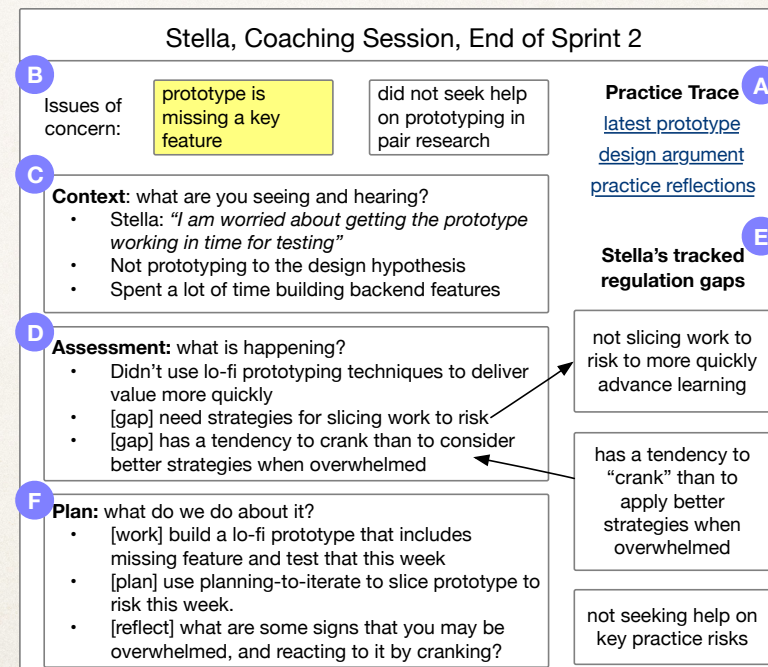 Stella, Coaching Session, End of Sprint 2
B
Issues of
concern:
prototype is
missing a key
feature
did not seek help
on prototyping in
pair research
A
Practice Trace
latest prototype
design argument
practice reflections
C
Context: what are you seeing and hearing?
• Stella: “I am worried about getting the prototype
working in time for testing”
• Not prototyping to the design hypothesis
• Spent a lot of time building backend features
D
Assessment: what is happening?
• Didn’t use lo-fi prototyping techniques to deliver
value more quickly
• [gap] need strategies for slicing work to risk
• [gap] has a tendency to crank than to consider
better strategies when overwhelmed
E
Stella’s tracked
regulation gaps
not slicing work to
risk to more quickly
advance learning
has a tendency to
“crank” than to
apply better
strategies when
overwhelmed
not seeking help on
key practice risks
F
Plan: what do we do about it?
• [work] build a lo-fi prototype that includes
missing feature and test that this week
• [plan] use planning-to-iterate to slice prototype to
risk this week.
• [reflect] what are some signs that you may be
overwhelmed, and reacting to it by cranking?